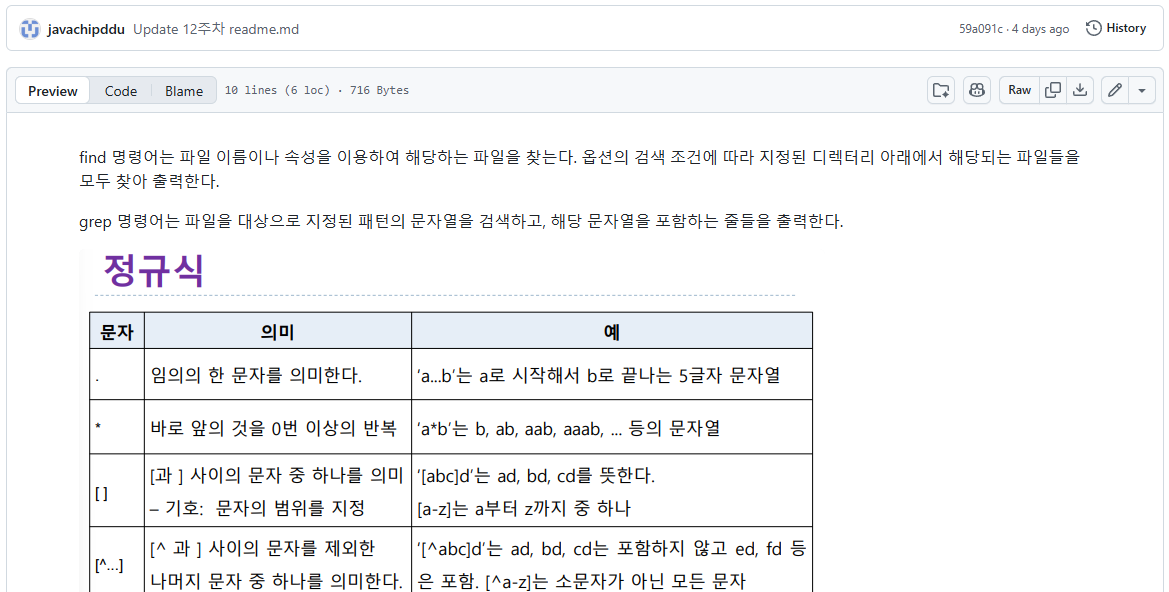 javachipddu Update 12주차 readme.md 59a091c · 4 days ago History
Preview Code Blame 10 lines (6 loc) · 716 Bytes Raw
find 명령어는 파일 이름이나 속성을 이용하여 해당하는 파일을 찾는다. 옵션의 검색 조건에 따라 지정된 디렉터리 아래에서 해당되는 파일들을
모두 찾아 출력한다.
grep 명령어는 파일을 대상으로 지정된 패턴의 문자열을 검색하고, 해당 문자열을 포함하는 줄들을 출력한다.
정규식
문자 의미 예
. 임의의 한 문자를 의미한다. 'a...b'는 a로 시작해서 b로 끝나는 5글자 문자열
* 바로 앞의 것을 0번 이상의 반복 'a*b'는 b, ab, aab, aaab, ... 등의 문자열
[ ] [과 ] 사이의 문자 중 하나를 의미 '[abc]d'는 ad, bd, cd를 뜻한다.
– 기호: 문자의 범위를 지정 [a-z]는 a부터 z까지 중 하나
[^...] [^ 과 ] 사이의 문자를 제외한 '[^abc]d'는 ad, bd, cd는 포함하지 않고 ed, fd 등
나머지 문자 중 하나를 의미한다. 은 포함. [^a-z]는 소문자가 아닌 모든 문자